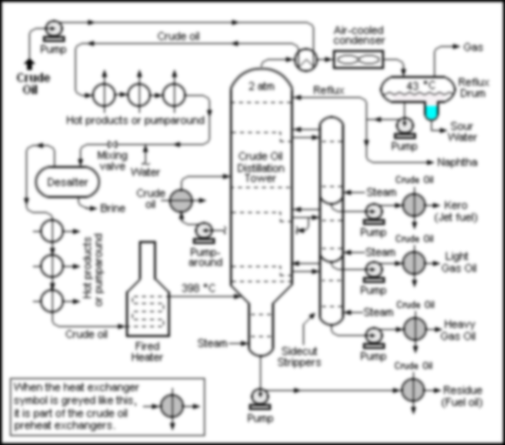 Pump
Crude oil
Crude
Oil
Air-cooled
condenser
Gas
2 atm
43 °C
Reflux
Drum
Reflux
Hot products or pumparound
Pump
Sour
Water
Mixing
valve
Water
Naphtha
Crude Oil
Distillation
Tower
Desalter
Brine
Crude
oil
Steam
Crude Oil
Kero
(Jet fuel)
Pump
Pump-
around
Hot products
or pumparound
Crude Oil
Steam
Light
Gas Oil
Pump
398 °C
Crude Oil
Steam
Heavy
Gas Oil
Crude oil
Fired
Heater
Steam
Sidecut
Strippers
Pump
Crude Oil
Residue
(Fuel oil)
Pump
When the heat exchanger
symbol is greyed like this,
it is part of the crude oil
preheat exchangers.